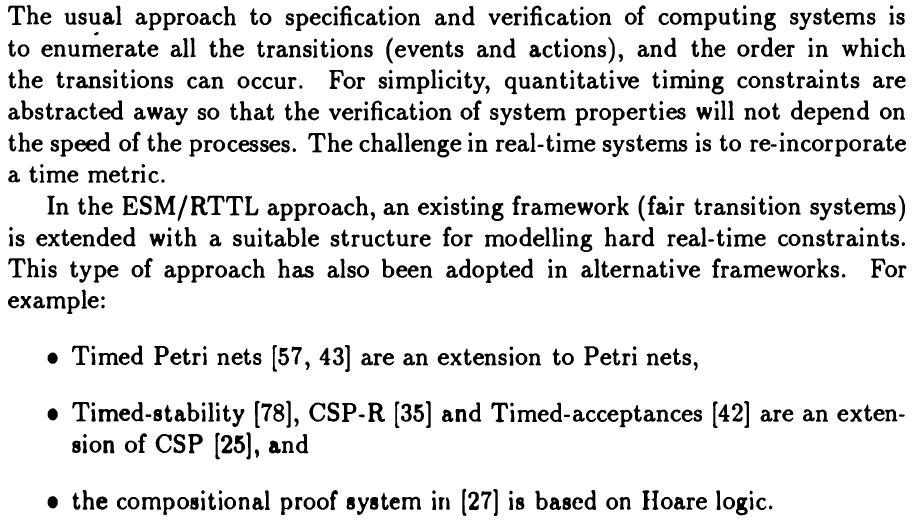 The usual approach to specification and verification of computing systems is
to enumerate all the transitions (events and actions), and the order in which
the transitions can occur. For simplicity, quantitative timing constraints are
abstracted away so that the verification of system properties will not depend on
the speed of the processes. The challenge in real-time systems is to re-incorporate
a time metric.
In the ESM/RTTL approach, an existing framework (fair transition systems)
is extended with a suitable structure for modelling hard real-time constraints.
This type of approach has also been adopted in alternative frameworks. For
example:
• Timed Petri nets [57, 43] are an extension to Petri nets,
• Timed-stability [78], CSP-R [35] and Timed-acceptances [42] are an exten-
sion of CSP [25], and
• the compositional proof system in [27] is based on Hoare logic.